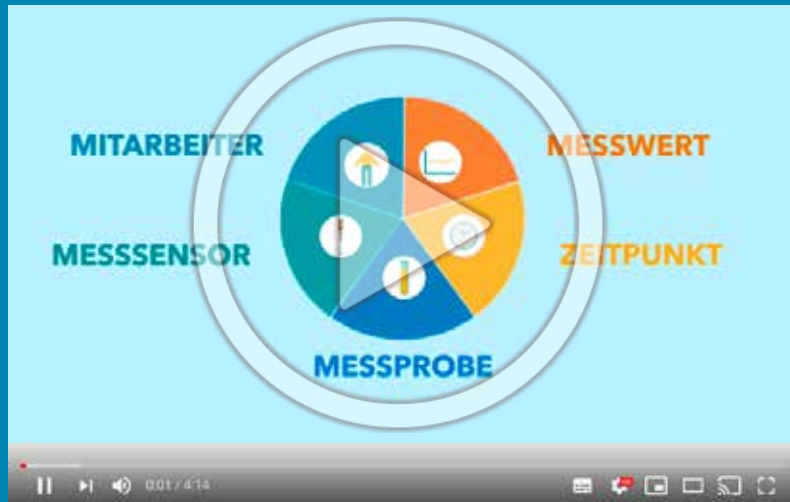 MITARBEITER
MESSWERT
MESSSENSOR
ZEITPUNKT
MESSPROBE
0:01 / 4:14